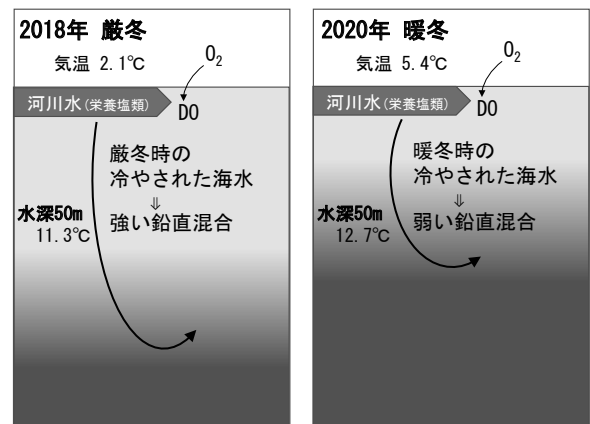 2018年 厳冬
気温 2.1℃
O2
河川水(栄養塩類)
DO
厳冬時の
冷やされた海水
⇓
強い鉛直混合
水深50m
11.3℃
2020年 暖冬
気温 5.4℃
O2
河川水(栄養塩類)
DO
暖冬時の
冷やされた海水
⇓
弱い鉛直混合
水深50m
12.7℃